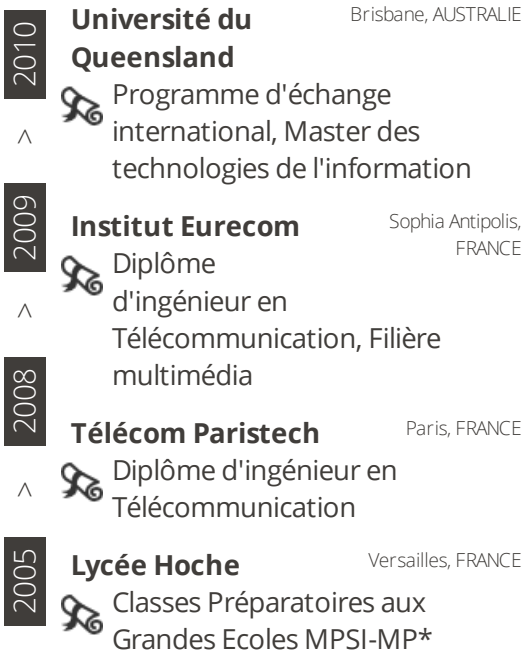 2010
Université du
Queensland
Brisbane, AUSTRALIE
Programme d'échange
international, Master des
technologies de l'information
>
2009
Institut Eurecom
Sophia Antipolis,
FRANCE
Diplôme
d'ingénieur en
Télécommunication, Filière
multimédia
>
2008
Télécom Paristech
Paris, FRANCE
Diplôme d'ingénieur en
Télécommunication
>
2005
Lycée Hoche
Versailles, FRANCE
Classes Préparatoires aux
Grandes Ecoles MPSI-MP*